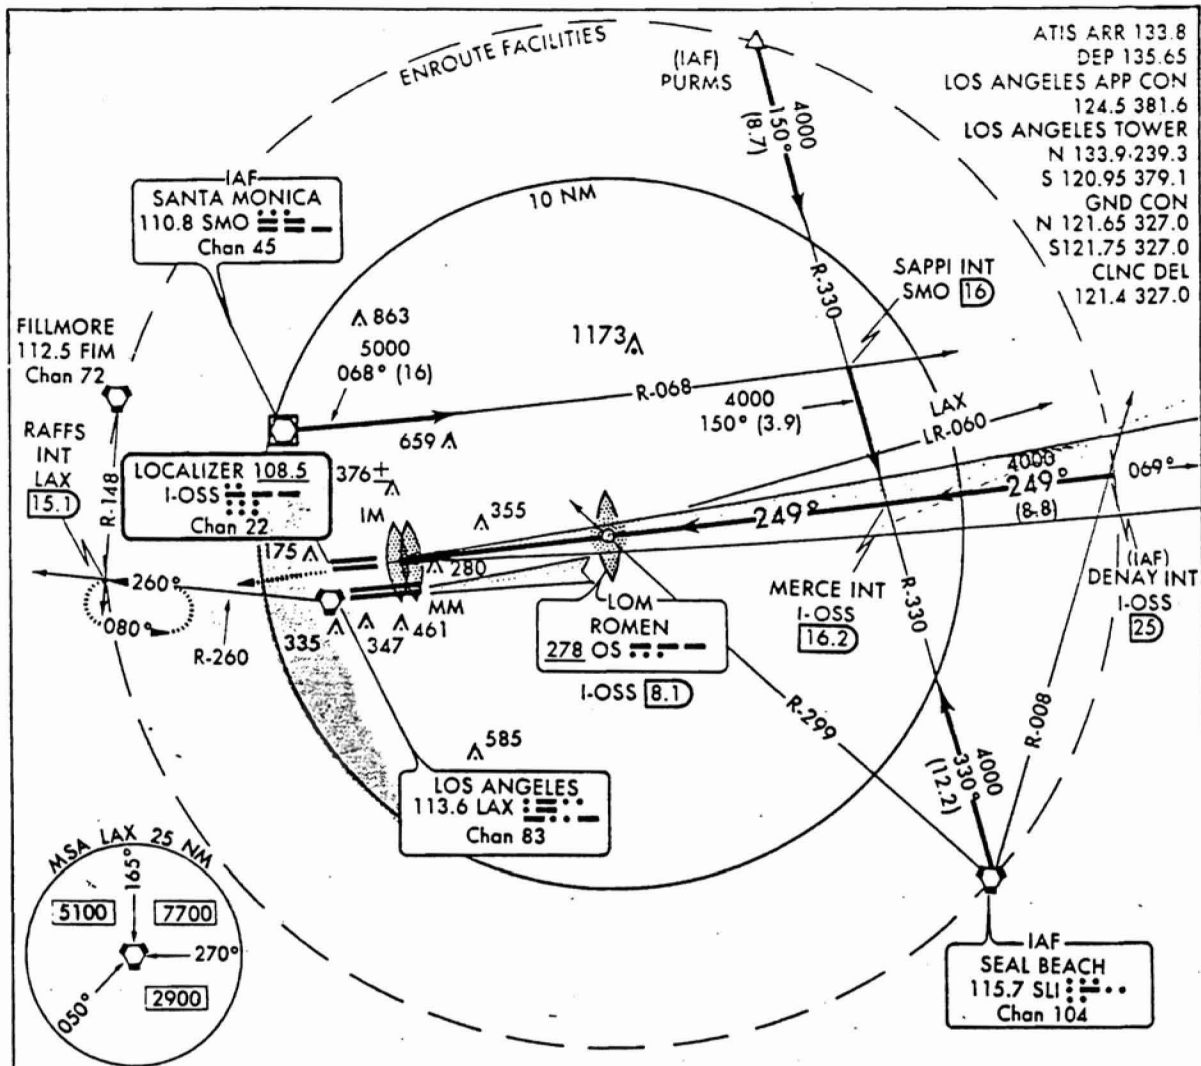 ENROUTE FACILITIES
(IAF)
PURMS
4000
150°
(8.7)
ATIS ARR 133.8
DEP 135.65
LOS ANGELES APP CON
124.5 381.6
LOS ANGELES TOWER
N 133.9·239.3
S 120.95 379.1
GND CON
N 121.65 327.0
S121.75 327.0
CLNC DEL
121.4 327.0
IAF
SANTA MONICA
110.8 SMO
Chan 45
10 NM
R-330
SAPPI INT
SMO 16
FILLMORE
112.5 FIM
Chan 72
863
5000
068° (16)
1173
R-068
4000
150° (3.9)
659
LAX
LR-060
RAFFS
INT
LAX
15.1
R-148
LOCALIZER 108.5
I-OSS
Chan 22
376±
IM
355
249°
4000
249°
(8.8)
069°
175
280
MM
260°
080°
R-260
335
347
461
LOM
ROMEN
278 OS
I-OSS 8.1
MERCE INT
I-OSS
16.2
R-330
(IAF)
DENAY INT
I-OSS
25
R-299
R-008
585
LOS ANGELES
113.6 LAX
Chan 83
4000
330°
(12.2)
MSA LAX 25 NM
165°
5100
7700
270°
050°
2900
IAF
SEAL BEACH
115.7 SLI
Chan 104